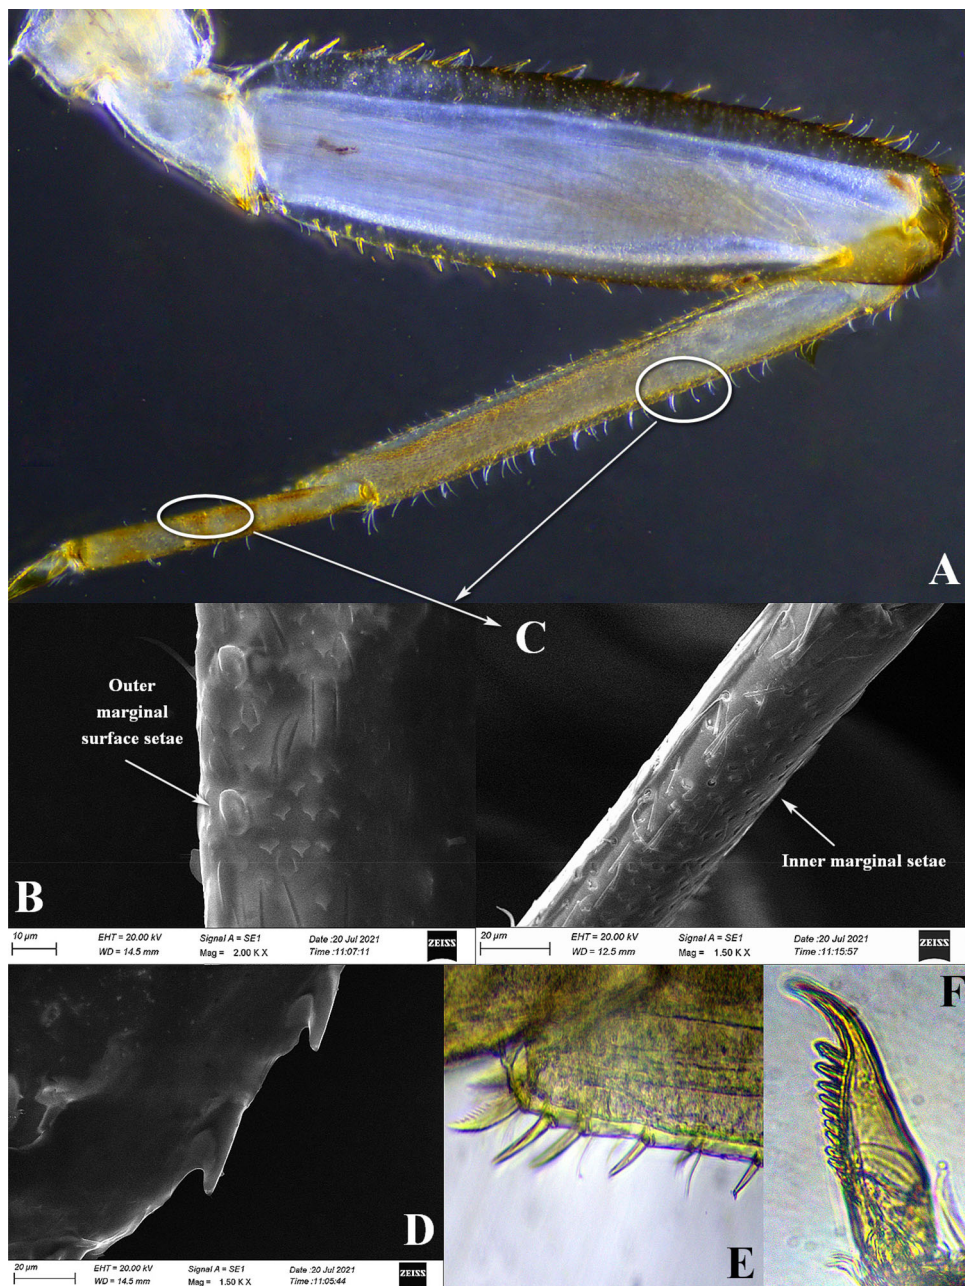 A
C
Outer
marginal
surface setae
B
Inner marginal setae
10 µm
EHT = 20.00 kV
Signal A = SE1
Date :20 Jul 2021
WD = 14.5 mm
Mag = 2.00 K X
Time :11:07:11
ZEISS
20 µm
EHT = 20.00 kV
Signal A = SE1
Date :20 Jul 2021
WD = 12.5 mm
Mag = 1.50 K X
Time :11:15:57
ZEISS
D
20 µm
EHT = 20.00 kV
Signal A = SE1
Date :20 Jul 2021
WD = 14.5 mm
Mag = 1.50 K X
Time :11:05:44
ZEISS
E
F